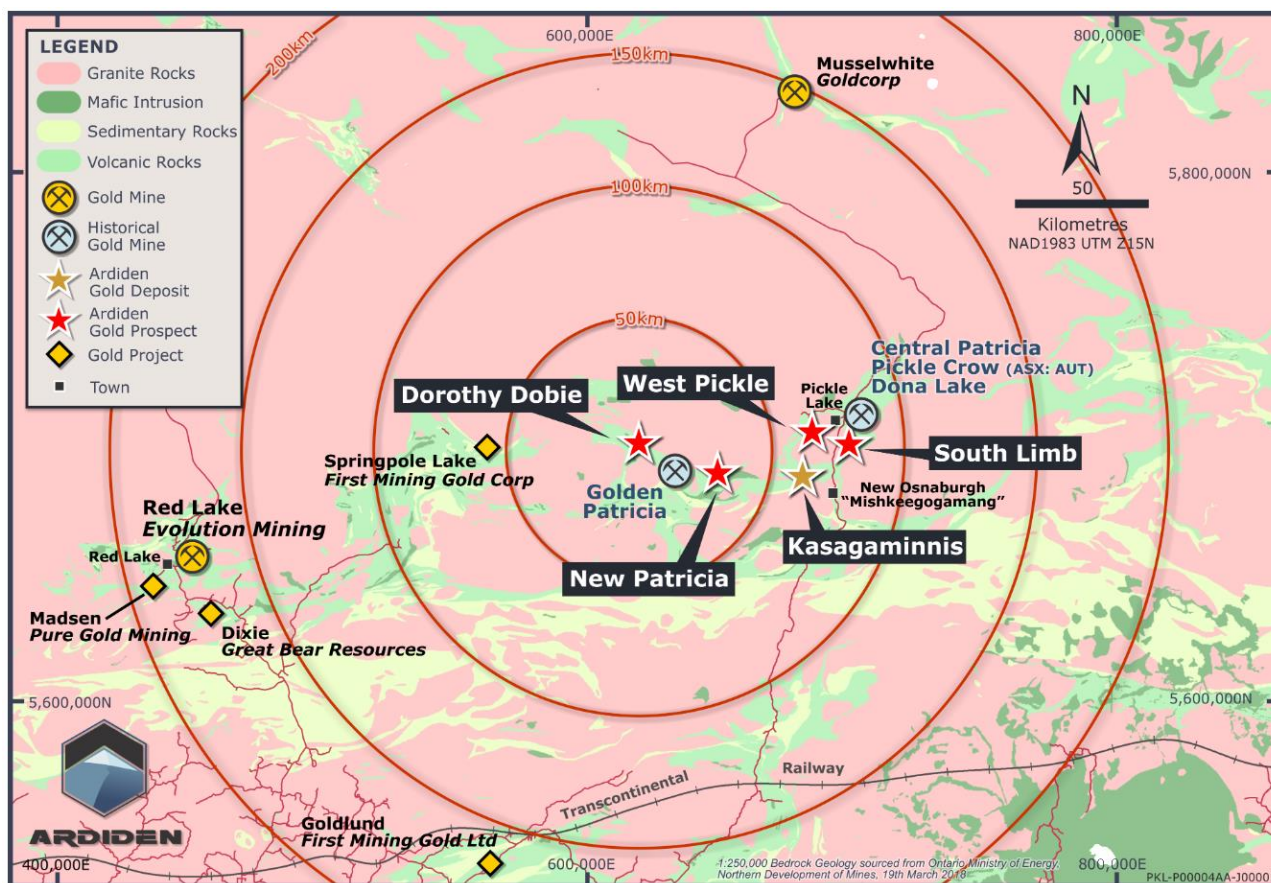 LEGEND
Granite Rocks
Mafic Intrusion
Sedimentary Rocks
Volcanic Rocks
Gold Mine
Historical
Gold Mine
Ardiden
Gold Deposit
Ardiden
Gold Prospect
Gold Project
Town
600,000E
800,000E
200km
150km
100km
50km
Musselwhite
Goldcorp
N
50
Kilometres
NAD1983 UTM Z15N
5,800,000N
Central Patricia
Pickle Crow (ASX: AUT)
Dona Lake
West Pickle
Pickle
Lake
Dorothy Dobie
South Limb
Springpole Lake
First Mining Gold Corp
Golden
Patricia
New Osnaburgh
"Mishkeegogamang"
Kasagaminnis
New Patricia
Red Lake
Evolution Mining
Red Lake
Madsen
Pure Gold Mining
Dixie
Great Bear Resources
5,600,000N
5,600,000N
Transcontinental
Railway
ARDIDEN
Goldlund
First Mining Gold Ltd
400,000E
600,000E
800,000E
1:250,000 Bedrock Geology sourced from Ontario Ministry of Energy,
Northern Development of Mines, 19th March 2018
PKL-P00004AA-J0000